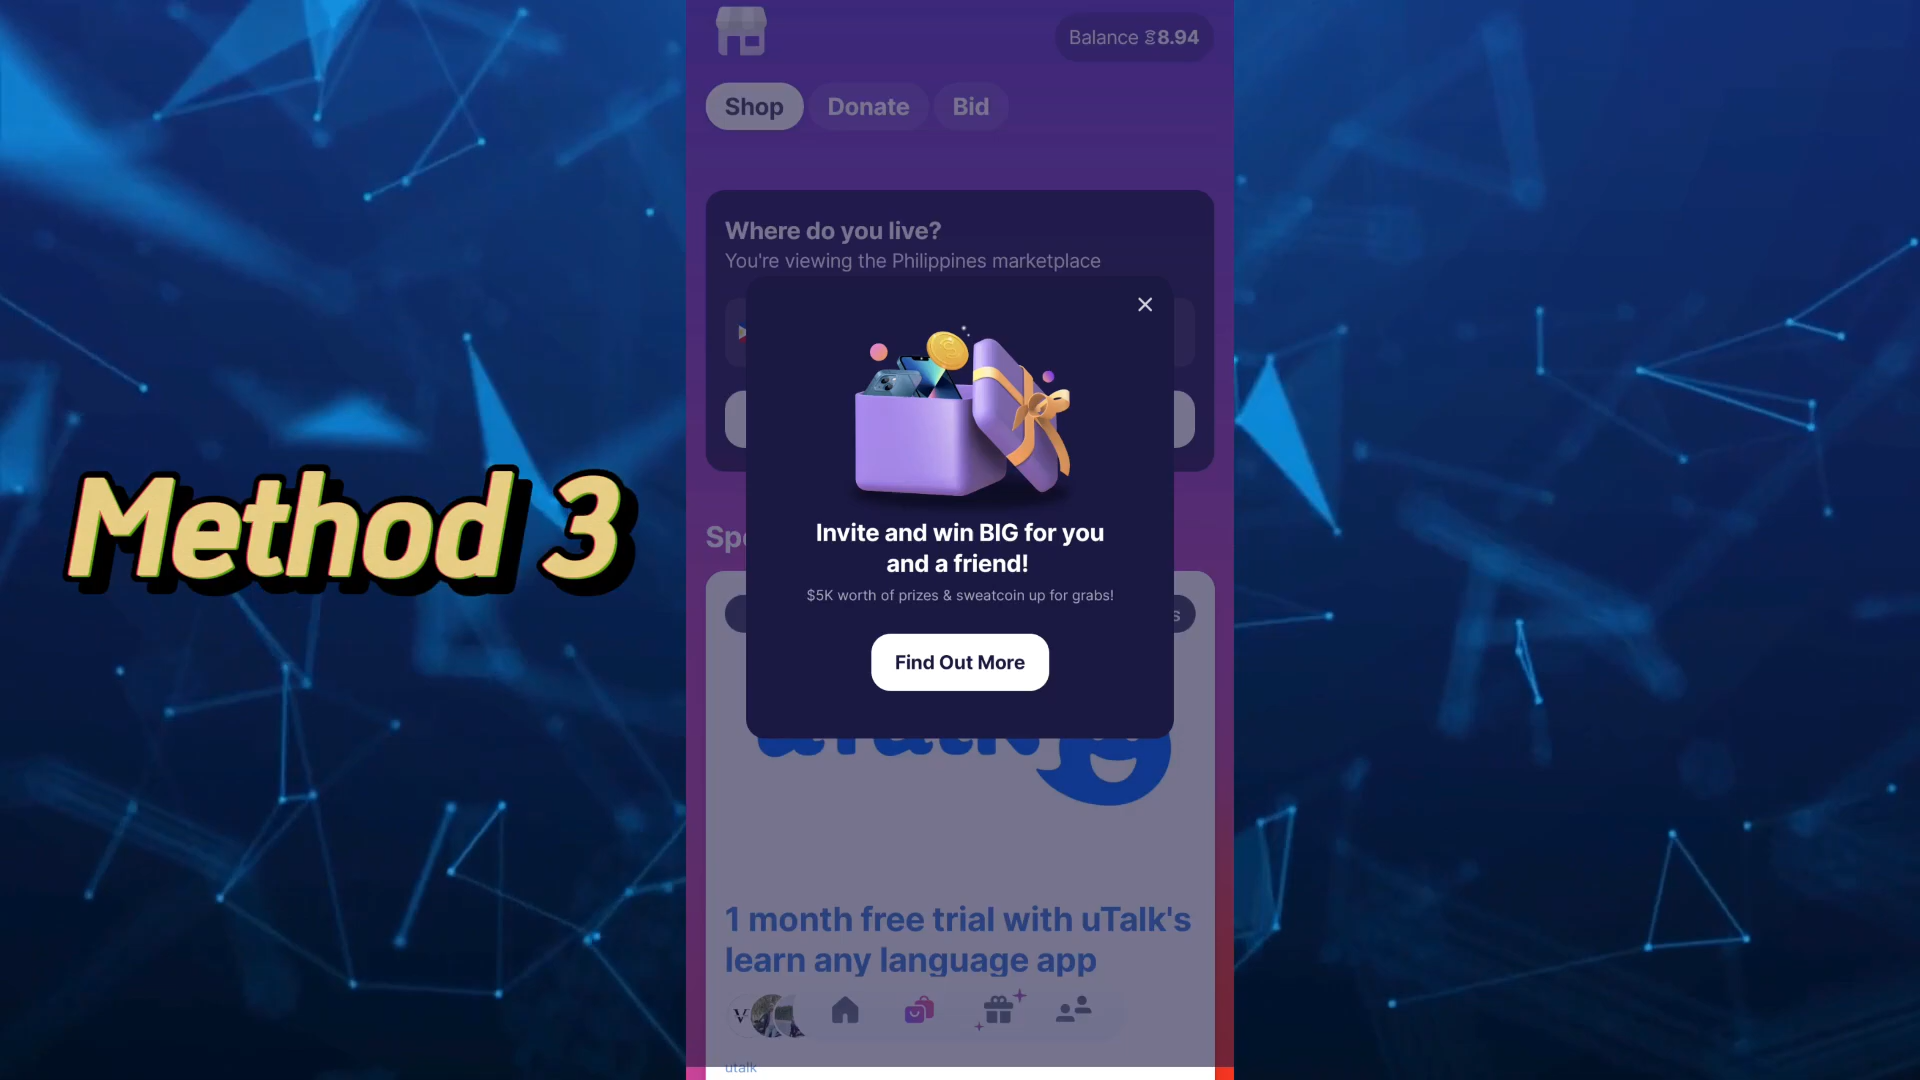 Balance 8.94
Shop
Donate
Bid
Where do you live?
You're viewing the Philippines marketplace
Method 3
Invite and win BIG for you
and a friend!
$5K worth of prizes & sweatcoin up for grabs!
Find Out More
1 month free trial with uTalk's
learn any language app
utalk